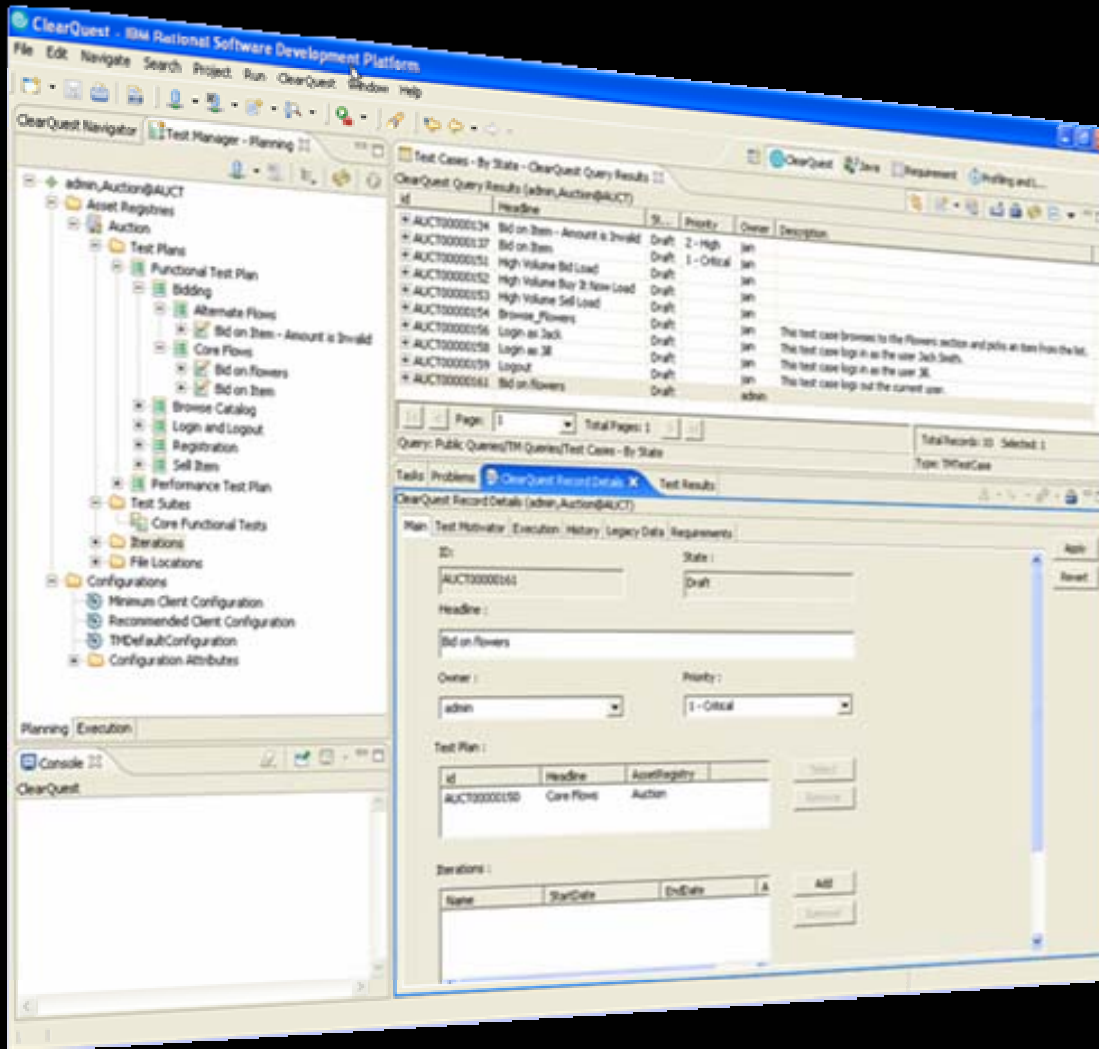 ClearQuest - IBM Rational Software Development Platform
File Edit Navigate Search Project Run ClearQuest Window Help
ClearQuest Navigator Test Manager - Planning
ClearQuest Java Requirement Profiling and L...
admin,Auction@AUCT
Asset Registries
Auction
Test Plans
Functional Test Plan
Bidding
Alternate Flows
Bid on Item - Amount is Invalid
Core Flows
Bid on flowers
Bid on Item
Browse Catalog
Login and Logout
Registration
Sell Item
Performance Test Plan
Test Suites
Core Functional Tests
Iterations
File Locations
Configurations
Minimum Client Configuration
Recommended Client Configuration
TMDefaultConfiguration
Configuration Attributes
Planning Execution
Console
ClearQuest
Test Cases - By State - ClearQuest Query Results
ClearQuest Query Results (admin,Auction@AUCT)
id Headline St... Priority Owner Description
AUCT00000134 Bid on Item - Amount is Invalid Draft 2 - High jan
AUCT00000137 Bid on Item Draft 1 - Critical jan
AUCT00000151 High Volume Bid Load Draft jan
AUCT00000152 High Volume Buy It Now Load Draft jan
AUCT00000153 High Volume Sell Load Draft jan
AUCT00000154 Browse_Flowers Draft jan This test case browses to the Flowers section and picks an item from the list.
AUCT00000156 Login as Jack Draft jan This test case logs in as the user Jack Smith.
AUCT00000158 Login as Jill Draft jan This test case logs in as the user Jill.
AUCT00000159 Logout Draft jan This test case logs out the current user.
AUCT00000161 Bid on flowers Draft admin
Page: 1 Total Pages: 1
Total Records: 10 Selected: 1
Query: Public Queries/TM Queries/Test Cases - By State
Type: TMTestCase
Tasks Problems ClearQuest Record Details Test Results
ClearQuest Record Details (admin,Auction@AUCT)
Main Test Motivator Execution History Legacy Data Requirements
Apply
Revert
ID: State :
AUCT00000161 Draft
Headline :
Bid on flowers
Owner : Priority :
admin 1 - Critical
Test Plan :
id Headline AssetRegistry
AUCT00000150 Core Flows Auction
Select
Remove
Iterations :
Name StartDate EndDate A
Add
Remove